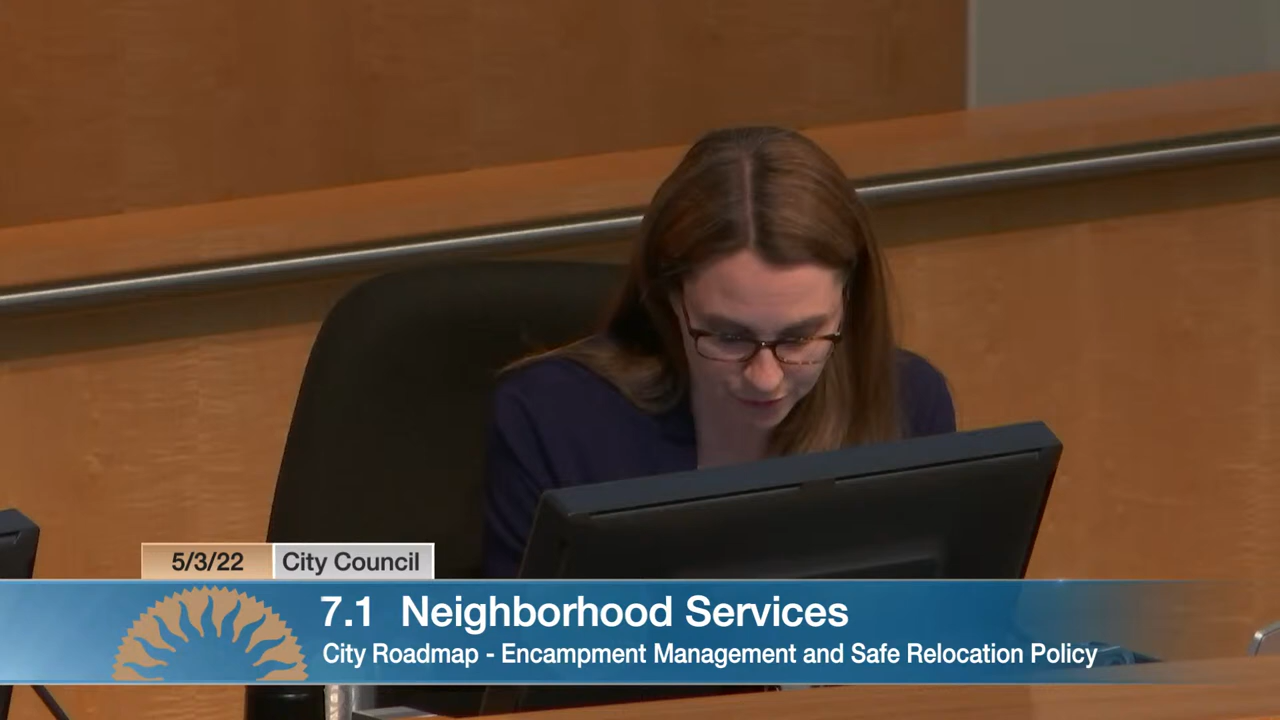 5/3/22 City Council
7.1 Neighborhood Services
City Roadmap - Encampment Management and Safe Relocation Policy